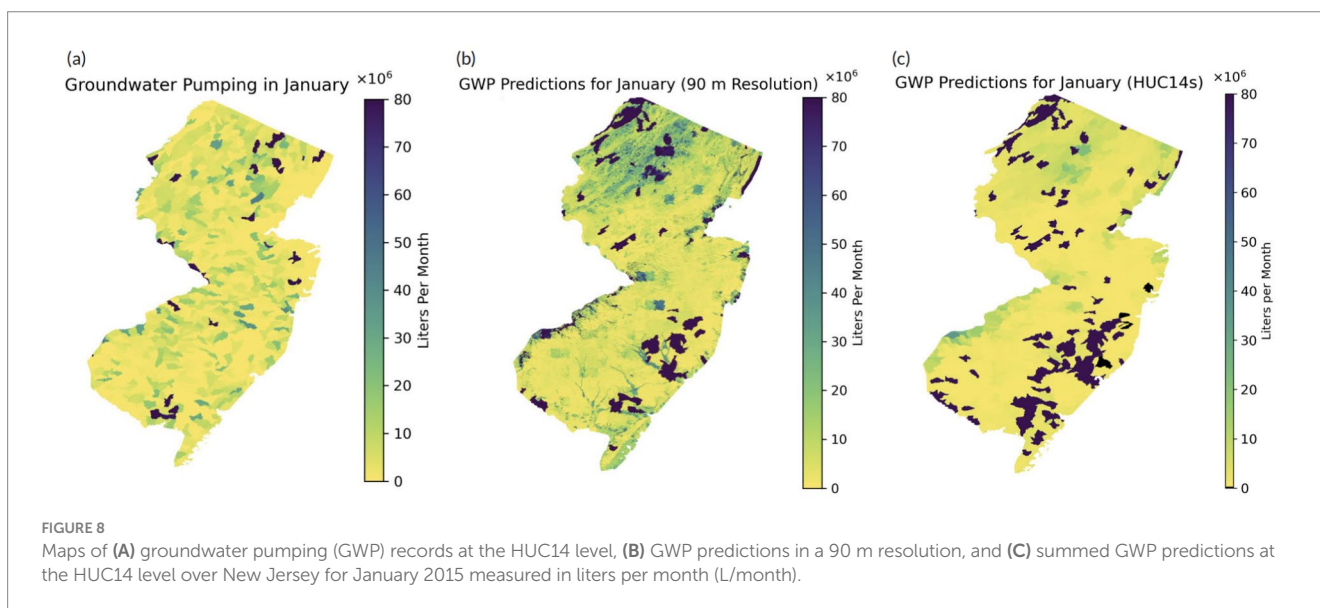 (a)
Groundwater Pumping in January
×10⁶
80
70
60
50
40
30
20
10
0
Liters Per Month
(b)
GWP Predictions for January (90 m Resolution)
×10⁶
80
70
60
50
40
30
20
10
0
Liters Per Month
(c)
GWP Predictions for January (HUC14s)
×10⁶
80
70
60
50
40
30
20
10
0
Liters Per Month
FIGURE 8
Maps of (A) groundwater pumping (GWP) records at the HUC14 level, (B) GWP predictions in a 90 m resolution, and (C) summed GWP predictions at
the HUC14 level over New Jersey for January 2015 measured in liters per month (L/month).